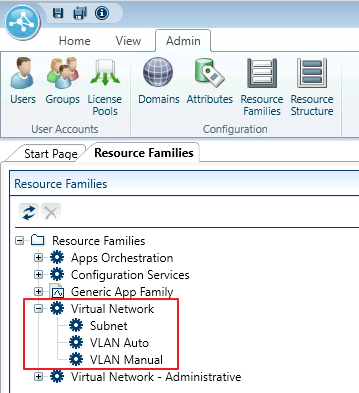 Home View Admin
Users Groups License Pools Domains Attributes Resource Families Resource Structure
User Accounts Configuration
Start Page Resource Families
Resource Families
Resource Families
Apps Orchestration
Configuration Services
Generic App Family
Virtual Network
Subnet
VLAN Auto
VLAN Manual
Virtual Network - Administrative